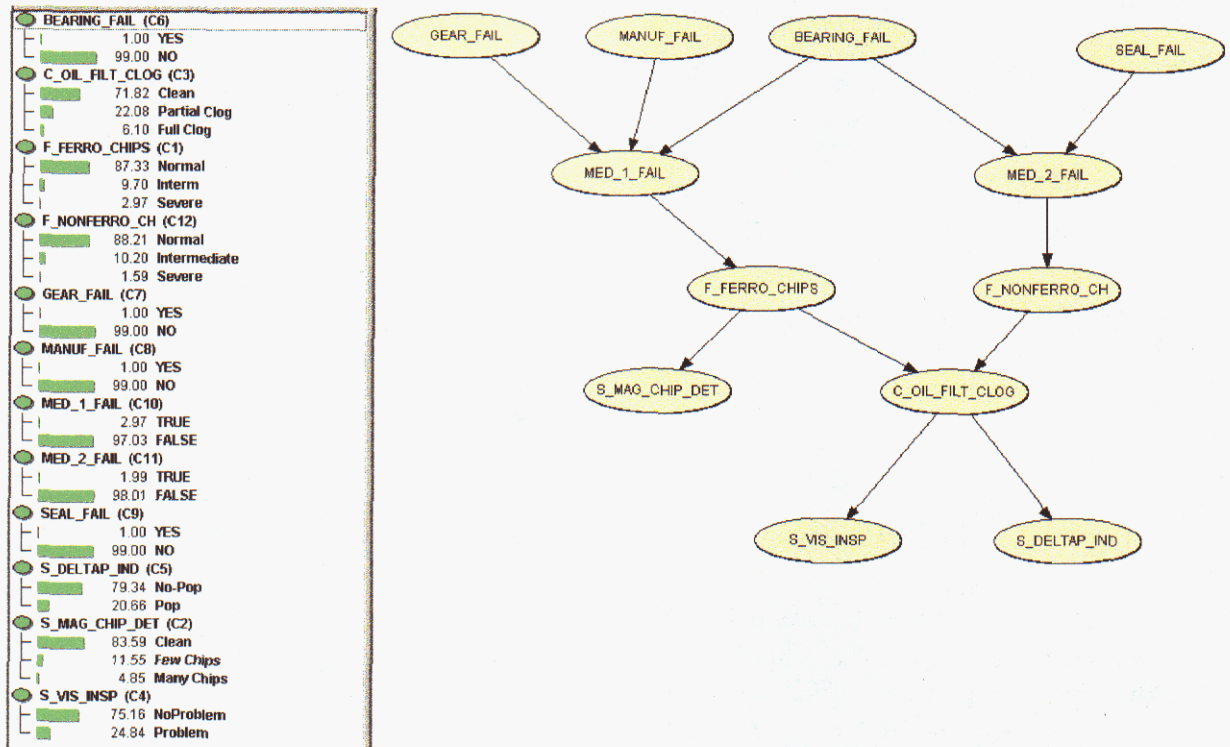 BEARING_FAIL (C6)
1.00 YES
99.00 NO
C_OIL_FILT_CLOG (C3)
71.82 Clean
22.08 Partial Clog
6.10 Full Clog
F_FERRO_CHIPS (C1)
87.33 Normal
9.70 Interm
2.97 Severe
F_NONFERRO_CH (C12)
88.21 Normal
10.20 Intermediate
1.59 Severe
GEAR_FAIL (C7)
1.00 YES
99.00 NO
MANUF_FAIL (C8)
1.00 YES
99.00 NO
MED_1_FAIL (C10)
2.97 TRUE
97.03 FALSE
MED_2_FAIL (C11)
1.99 TRUE
98.01 FALSE
SEAL_FAIL (C9)
1.00 YES
99.00 NO
S_DELTAP_IND (C5)
79.34 No-Pop
20.66 Pop
S_MAG_CHIP_DET (C2)
83.59 Clean
11.55 Few Chips
4.85 Many Chips
S_VIS_INSP (C4)
75.16 NoProblem
24.84 Problem
GEAR_FAIL
MANUF_FAIL
BEARING_FAIL
SEAL_FAIL
MED_1_FAIL
MED_2_FAIL
F_FERRO_CHIPS
F_NONFERRO_CH
S_MAG_CHIP_DET
C_OIL_FILT_CLOG
S_VIS_INSP
S_DELTAP_IND